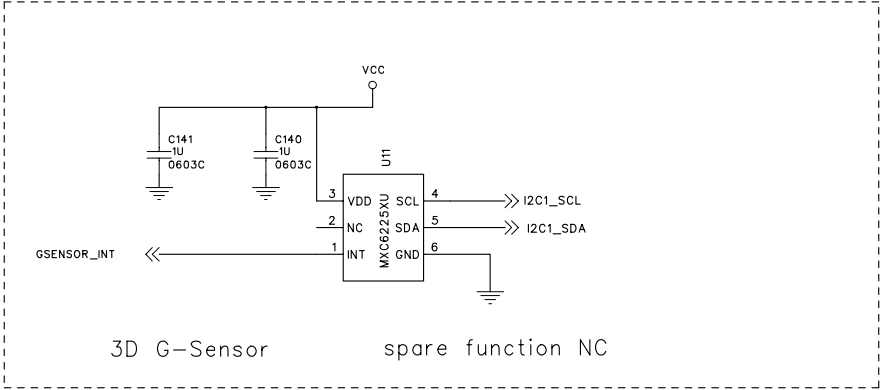 VCC
C141
1U
0603C
C140
1U
0603C
U11
MXC6225XU
3 VDD SCL 4 I2C1_SCL
2 NC SDA 5 I2C1_SDA
GSENSOR_INT 1 INT GND 6
3D G-Sensor spare function NC